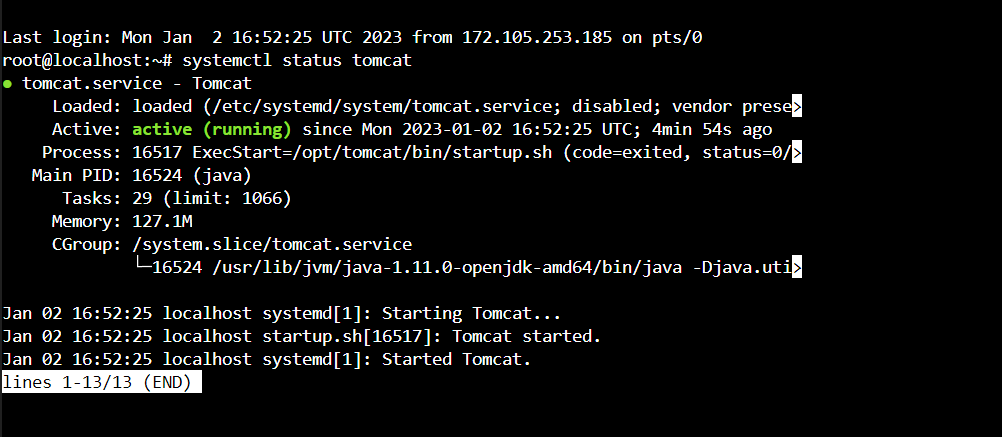 Last login: Mon Jan  2 16:52:25 UTC 2023 from 172.105.253.185 on pts/0
root@localhost:~# systemctl status tomcat
● tomcat.service - Tomcat
     Loaded: loaded (/etc/systemd/system/tomcat.service; disabled; vendor prese>
     Active: active (running) since Mon 2023-01-02 16:52:25 UTC; 4min 54s ago
    Process: 16517 ExecStart=/opt/tomcat/bin/startup.sh (code=exited, status=0/>
   Main PID: 16524 (java)
      Tasks: 29 (limit: 1066)
     Memory: 127.1M
     CGroup: /system.slice/tomcat.service
             └─16524 /usr/lib/jvm/java-1.11.0-openjdk-amd64/bin/java -Djava.uti>
Jan 02 16:52:25 localhost systemd[1]: Starting Tomcat...
Jan 02 16:52:25 localhost startup.sh[16517]: Tomcat started.
Jan 02 16:52:25 localhost systemd[1]: Started Tomcat.
lines 1-13/13 (END)